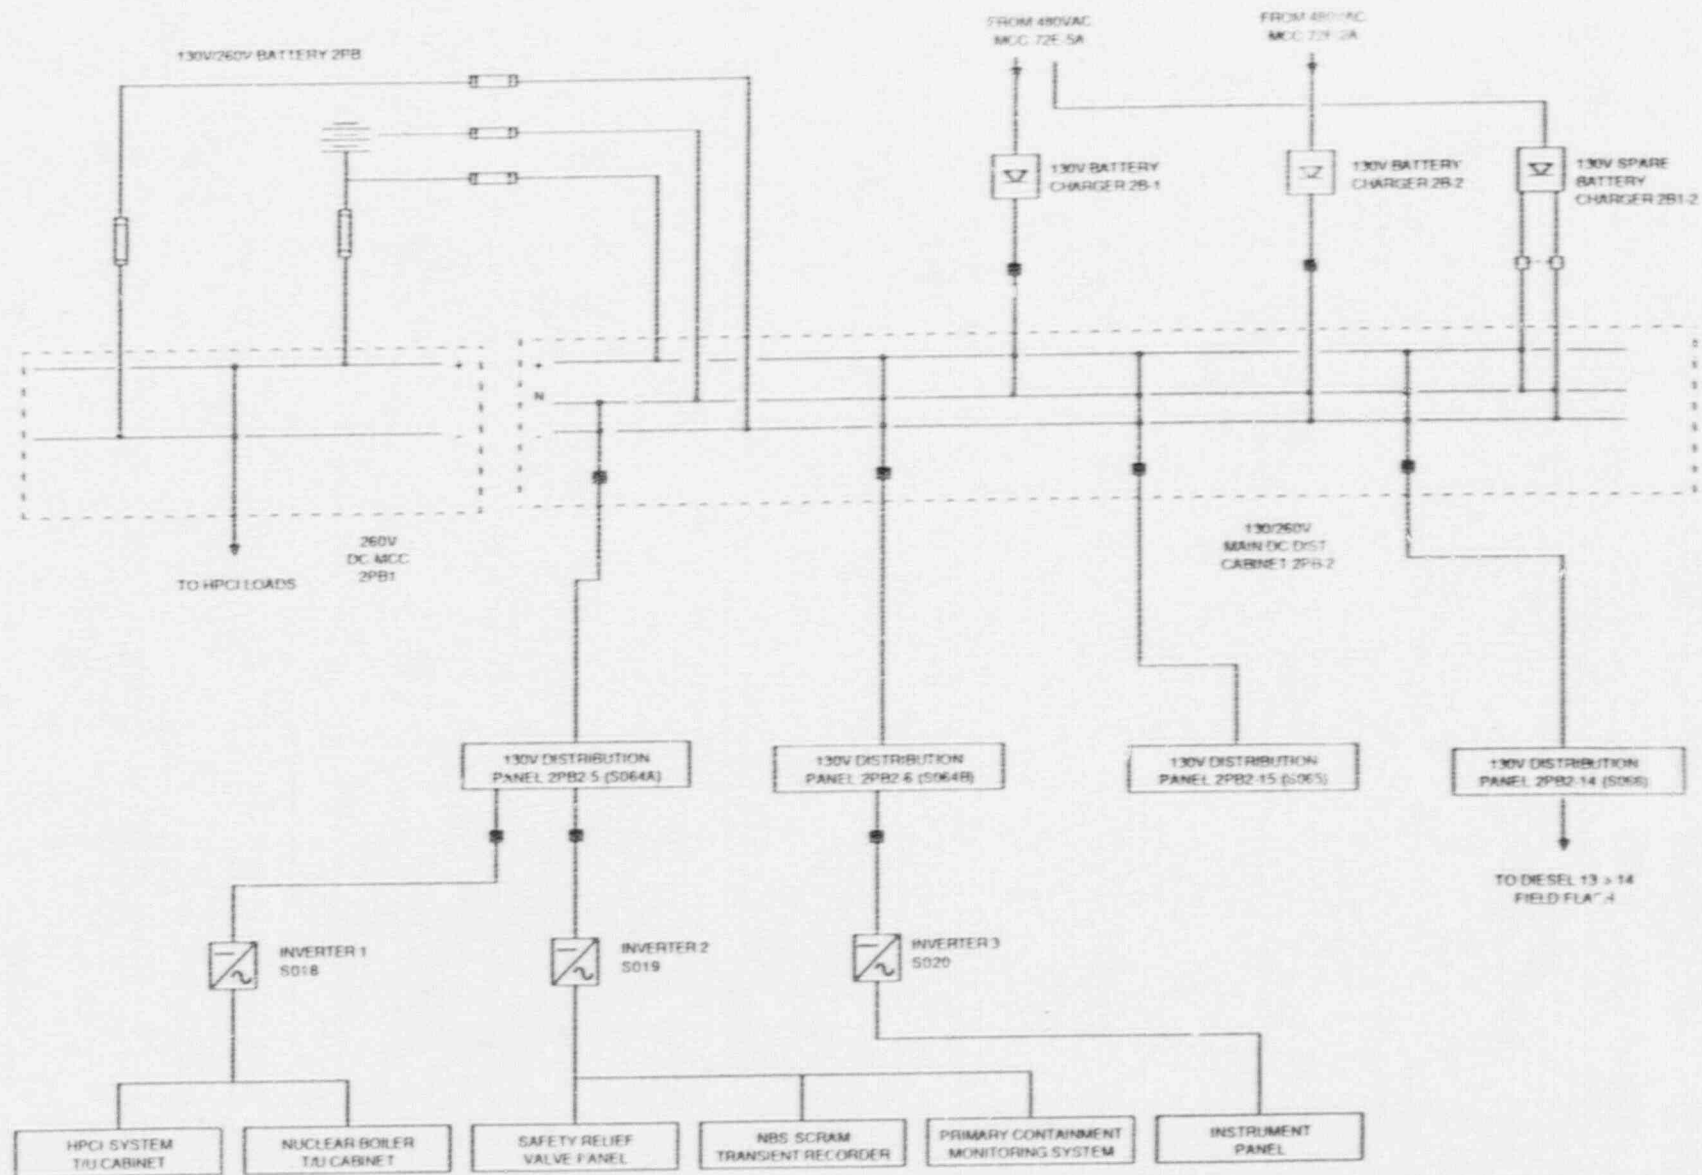 130V/260V BATTERY 2PB
FROM 480VAC
MCC 72E-5A
FROM 480VAC
MCC 72F-2A
130V BATTERY
CHARGER 2B-1
130V BATTERY
CHARGER 2B-2
130V SPARE
BATTERY
CHARGER 2B1-2
+
-
+
N
-
TO HPCI LOADS
260V
DC MCC
2PB1
130/260V
MAIN DC DIST
CABINET 2PB-2
130V DISTRIBUTION
PANEL 2PB2-5 (S064A)
130V DISTRIBUTION
PANEL 2PB2-6 (S064B)
130V DISTRIBUTION
PANEL 2PB2-15 (S065)
130V DISTRIBUTION
PANEL 2PB2-14 (S066)
TO DIESEL 13 14
FIELD
INVERTER 1
S018
INVERTER 2
S019
INVERTER 3
S020
HPCI SYSTEM
T/U CABINET
NUCLEAR BOILER
T/U CABINET
SAFETY RELIEF
VALVE PANEL
NBS SCRAM
TRANSIENT RECORDER
PRIMARY CONTAINMENT
MONITORING SYSTEM
INSTRUMENT
PANEL